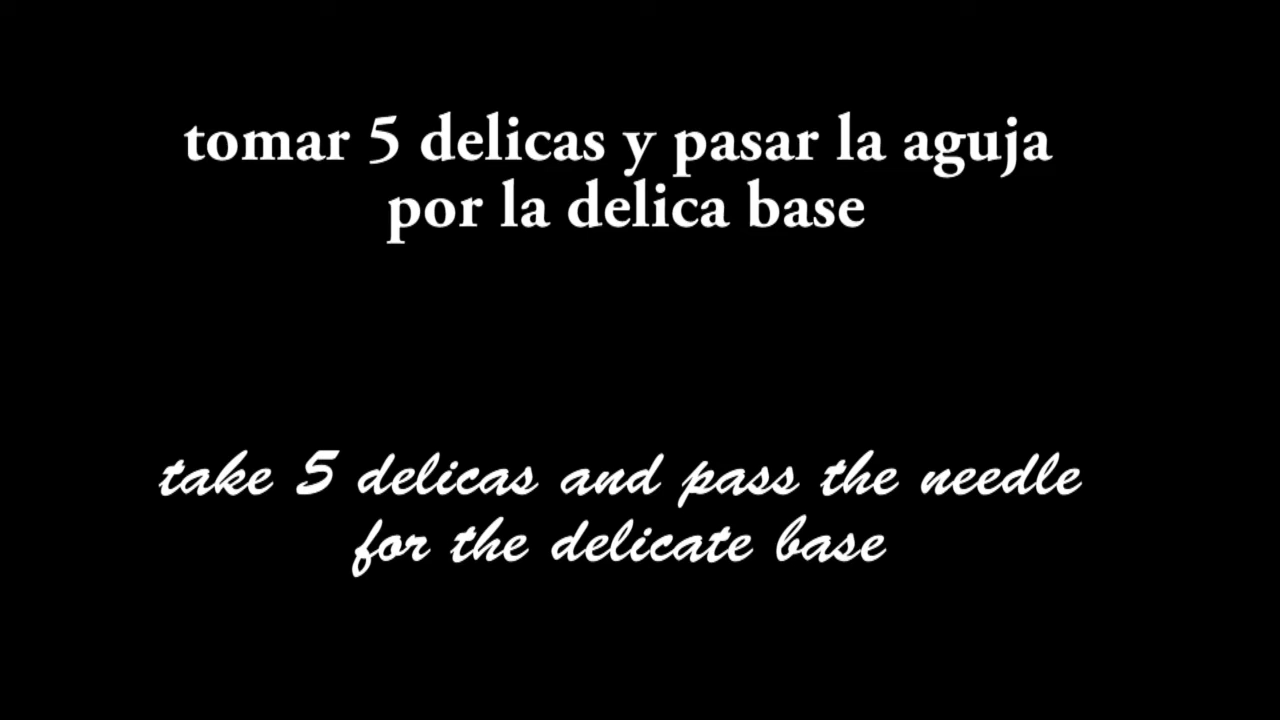 tomar 5 delicas y pasar la aguja
por la delica base
take 5 delicas and pass the needle
for the delicate base